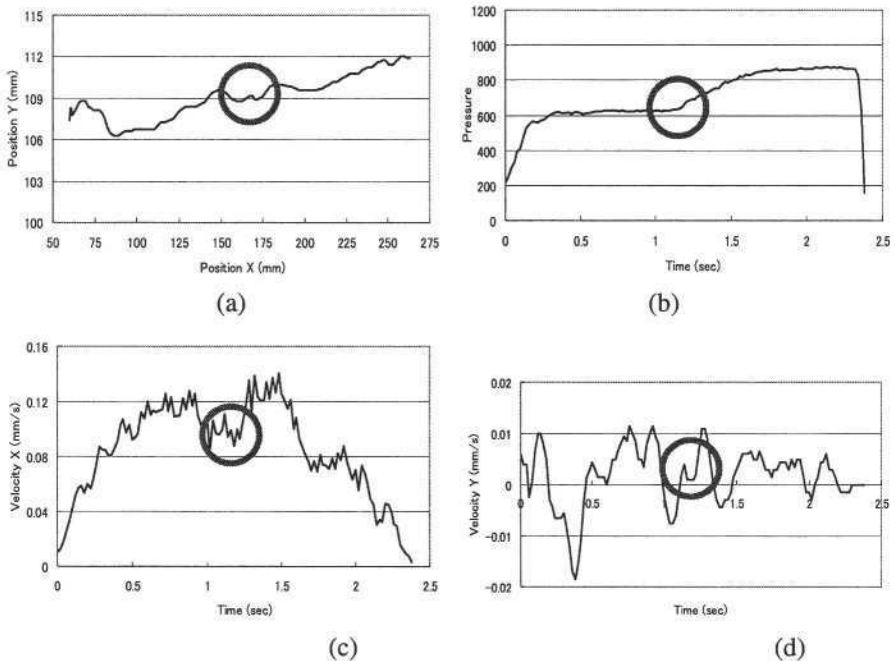 115
112
109
106
103
100
Position Y (mm)
50 75 100 125 150 175 200 225 250 275
Position X (mm)
(a)
1200
1000
800
600
400
200
0
Pressure
0 0.5 1 1.5 2 2.5
Time (sec)
(b)
0.16
0.12
0.08
0.04
0
Velocity X (mm/s)
0 0.5 1 1.5 2 2.5
Time (sec)
(c)
0.02
0.01
0
-0.01
-0.02
Velocity Y (mm/s)
0 0.5 1 1.5 2 2.5
Time (sec)
(d)